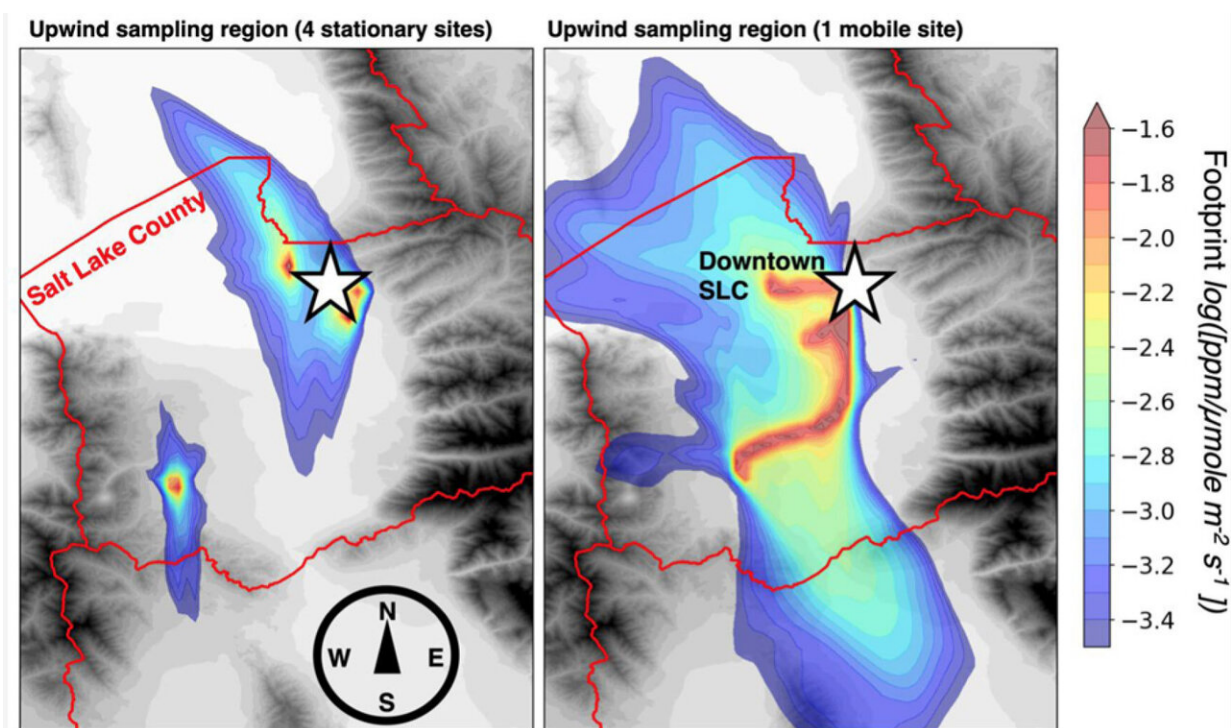 Upwind sampling region (4 stationary sites)
Upwind sampling region (1 mobile site)
Salt Lake County
Downtown
SLC
N
W
E
S
−1.6
−1.8
−2.0
−2.2
−2.4
−2.6
−2.8
−3.0
−3.2
−3.4
Footprint log([ppm/μmole m⁻² s⁻¹ ])